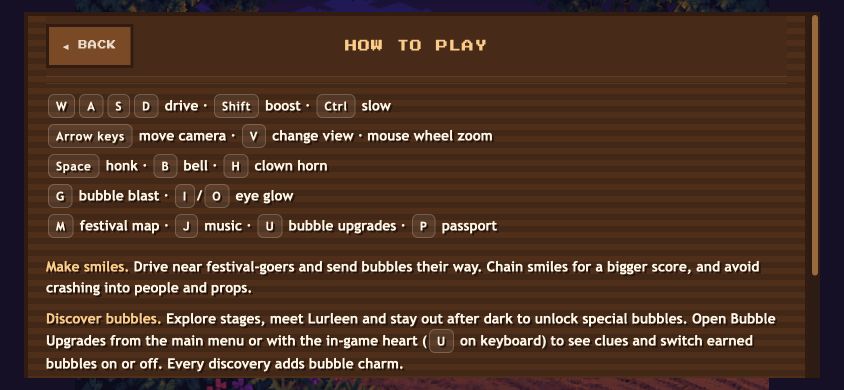 ◂ BACK
HOW TO PLAY
W A S D drive · Shift boost · Ctrl slow
Arrow keys move camera · V change view · mouse wheel zoom
Space honk · B bell · H clown horn
G bubble blast · I / O eye glow
M festival map · J music · U bubble upgrades · P passport
Make smiles. Drive near festival-goers and send bubbles their way. Chain smiles for a bigger score, and avoid
crashing into people and props.
Discover bubbles. Explore stages, meet Lurleen and stay out after dark to unlock special bubbles. Open Bubble
Upgrades from the main menu or with the in-game heart ( U on keyboard) to see clues and switch earned
bubbles on or off. Every discovery adds bubble charm.